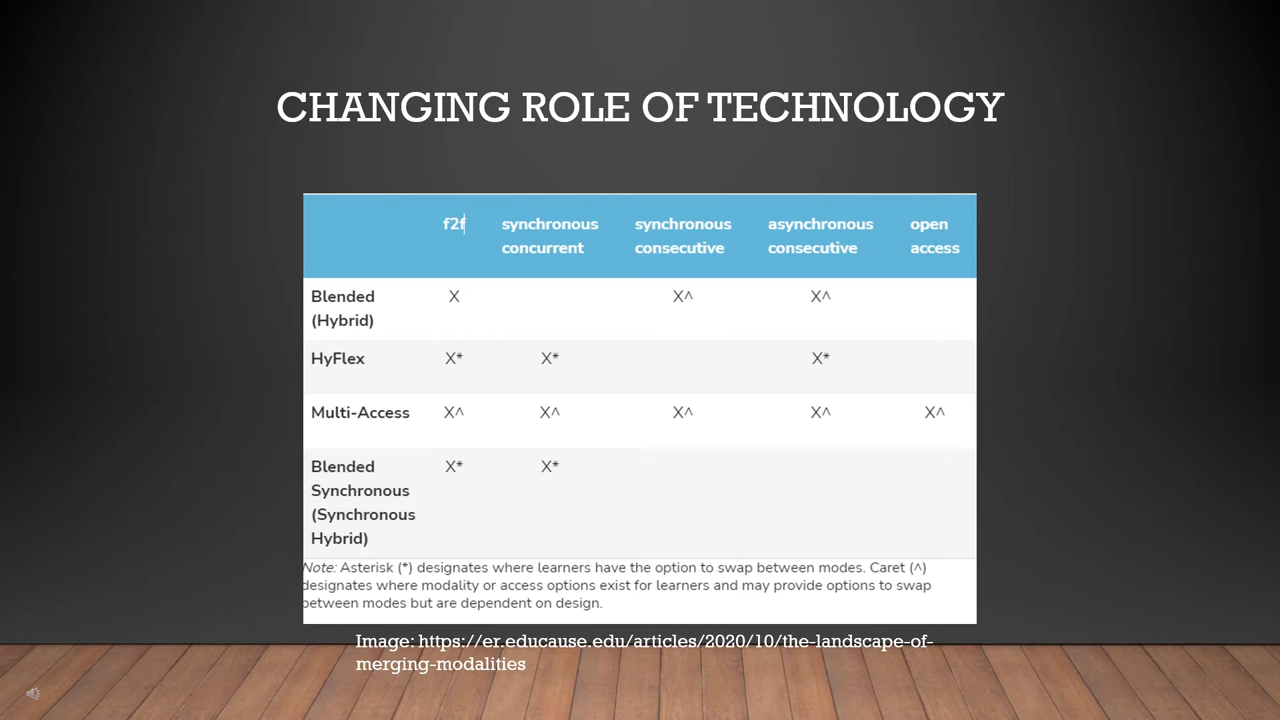 CHANGING ROLE OF TECHNOLOGY
f2f synchronous synchronous asynchronous open
concurrent consecutive consecutive access
Blended X X^ X^
(Hybrid)
HyFlex X* X* X*
Multi-Access X^ X^ X^ X^ X^
Blended X* X*
Synchronous
(Synchronous
Hybrid)
Note: Asterisk (*) designates where learners have the option to swap between modes. Caret (^)
designates where modality or access options exist for learners and may provide options to swap
between modes but are dependent on design.
Image: https://er.educause.edu/articles/2020/10/the-landscape-of-
merging-modalities